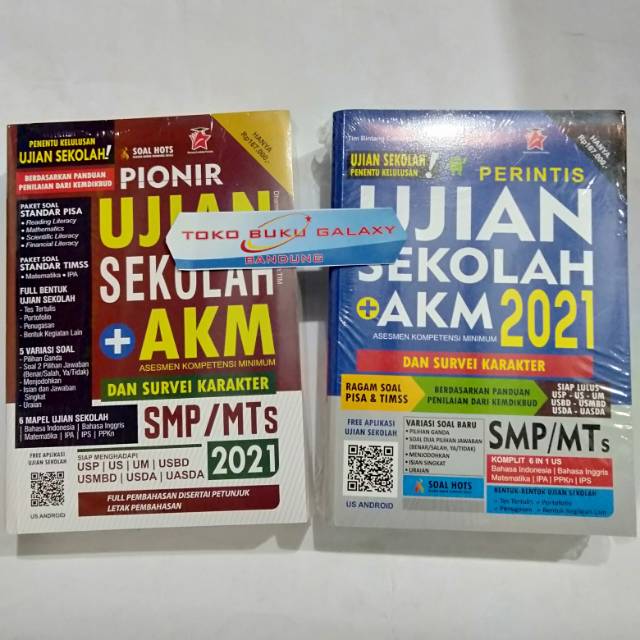 PENENTU KELULUSAN
UJIAN SEKOLAH!
SOAL HOTS
HANYA
Rp187.000,-
BERDASARKAN PANDUAN
PENILAIAN DARI KEMDIKBUD
PIONIR
UJIAN
SEKOLAH
+ AKM
ASESMEN KOMPETENSI MINIMUM
DAN SURVEI KARAKTER
SMP/MTs
2021
PAKET SOAL
STANDAR PISA
• Reading Literacy
• Mathematics
• Scientific Literacy
• Financial Literacy
PAKET SOAL
STANDAR TIMSS
• Matematika • IPA
FULL BENTUK
UJIAN SEKOLAH
- Tes Tertulis
- Portofolio
- Penugasan
- Bentuk Kegiatan Lain
5 VARIASI SOAL
- Pilihan Ganda
- Soal 2 Pilihan Jawaban
(Benar/Salah, Ya/Tidak)
- Menjodohkan
- Isian dan Jawaban
Singkat
- Uraian
6 MAPEL UJIAN SEKOLAH
Bahasa Indonesia | Bahasa Inggris
Matematika | IPA | IPS | PPKn
FREE APLIKASI
UJIAN SEKOLAH
US ANDROID
SIAP MENGHADAPI
USP | US | UM | USBD
USMBD | USDA | UASDA
FULL PEMBAHASAN DISERTAI PETUNJUK
LETAK PEMBAHASAN
TOKO BUKU GALAXY
BANDUNG
Tim Bintang
HANYA
Rp187.000,-
UJIAN SEKOLAH
PENENTU KELULUSAN!
PERINTIS
UJIAN
SEKOLAH
+ AKM 2021
ASESMEN KOMPETENSI MINIMUM
DAN SURVEI KARAKTER
RAGAM SOAL
PISA & TIMSS
BERDASARKAN PANDUAN
PENILAIAN DARI KEMDIKBUD
SIAP LULUS
USP - US - UM
USBD - USMBD
USDA - UASDA
FREE APLIKASI
UJIAN SEKOLAH
US ANDROID
VARIASI SOAL BARU
• PILIHAN GANDA
• SOAL DUA PILIHAN JAWABAN
(BENAR/SALAH, YA/TIDAK)
• MENJODOHKAN
• ISIAN SINGKAT
• URAIAN
SOAL HOTS
SMP/MTs
KOMPLIT 6 IN 1 US
Bahasa Indonesia | Bahasa Inggris
Matematika | IPA | PPKn | IPS
BENTUK-BENTUK UJIAN SEKOLAH
Tes Tertulis
Portofolio
Penugasan
Bentuk Kegiatan Lain